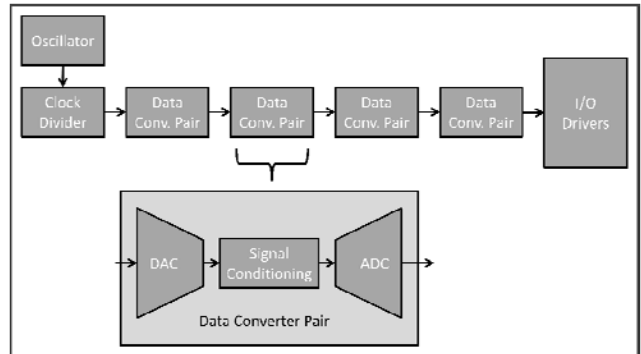 Oscillator
Clock
Divider
Data
Conv. Pair
Data
Conv. Pair
Data
Conv. Pair
Data
Conv. Pair
I/O
Drivers
DAC
Signal
Conditioning
ADC
Data Converter Pair